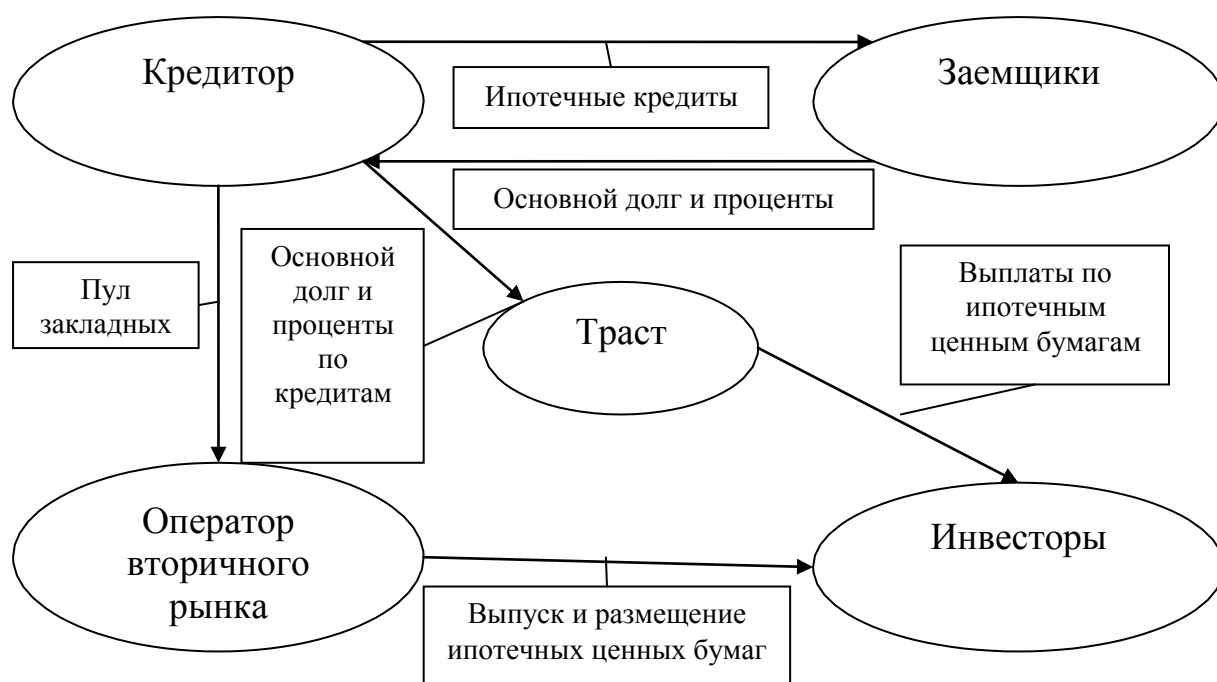 Кредитор
Заемщики
Ипотечные кредиты
Основной долг и проценты
Пул
закладных
Основной
долг и
проценты
по
кредитам
Траст
Выплаты по
ипотечным
ценным бумагам
Оператор
вторичного
рынка
Инвесторы
Выпуск и размещение
ипотечных ценных бумаг